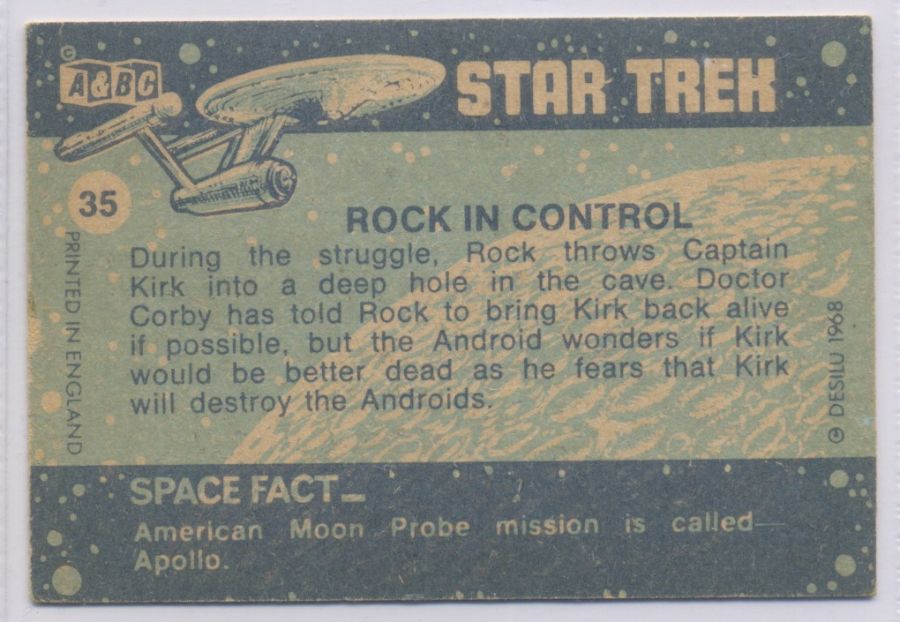 ©
A&BC
STAR TREK
35
ROCK IN CONTROL
During the struggle, Rock throws Captain
Kirk into a deep hole in the cave. Doctor
Corby has told Rock to bring Kirk back alive
if possible, but the Android wonders if Kirk
would be better dead as he fears that Kirk
will destroy the Androids.
PRINTED IN ENGLAND
© DESILU 1968
SPACE FACT_
American Moon Probe mission is called—
Apollo.